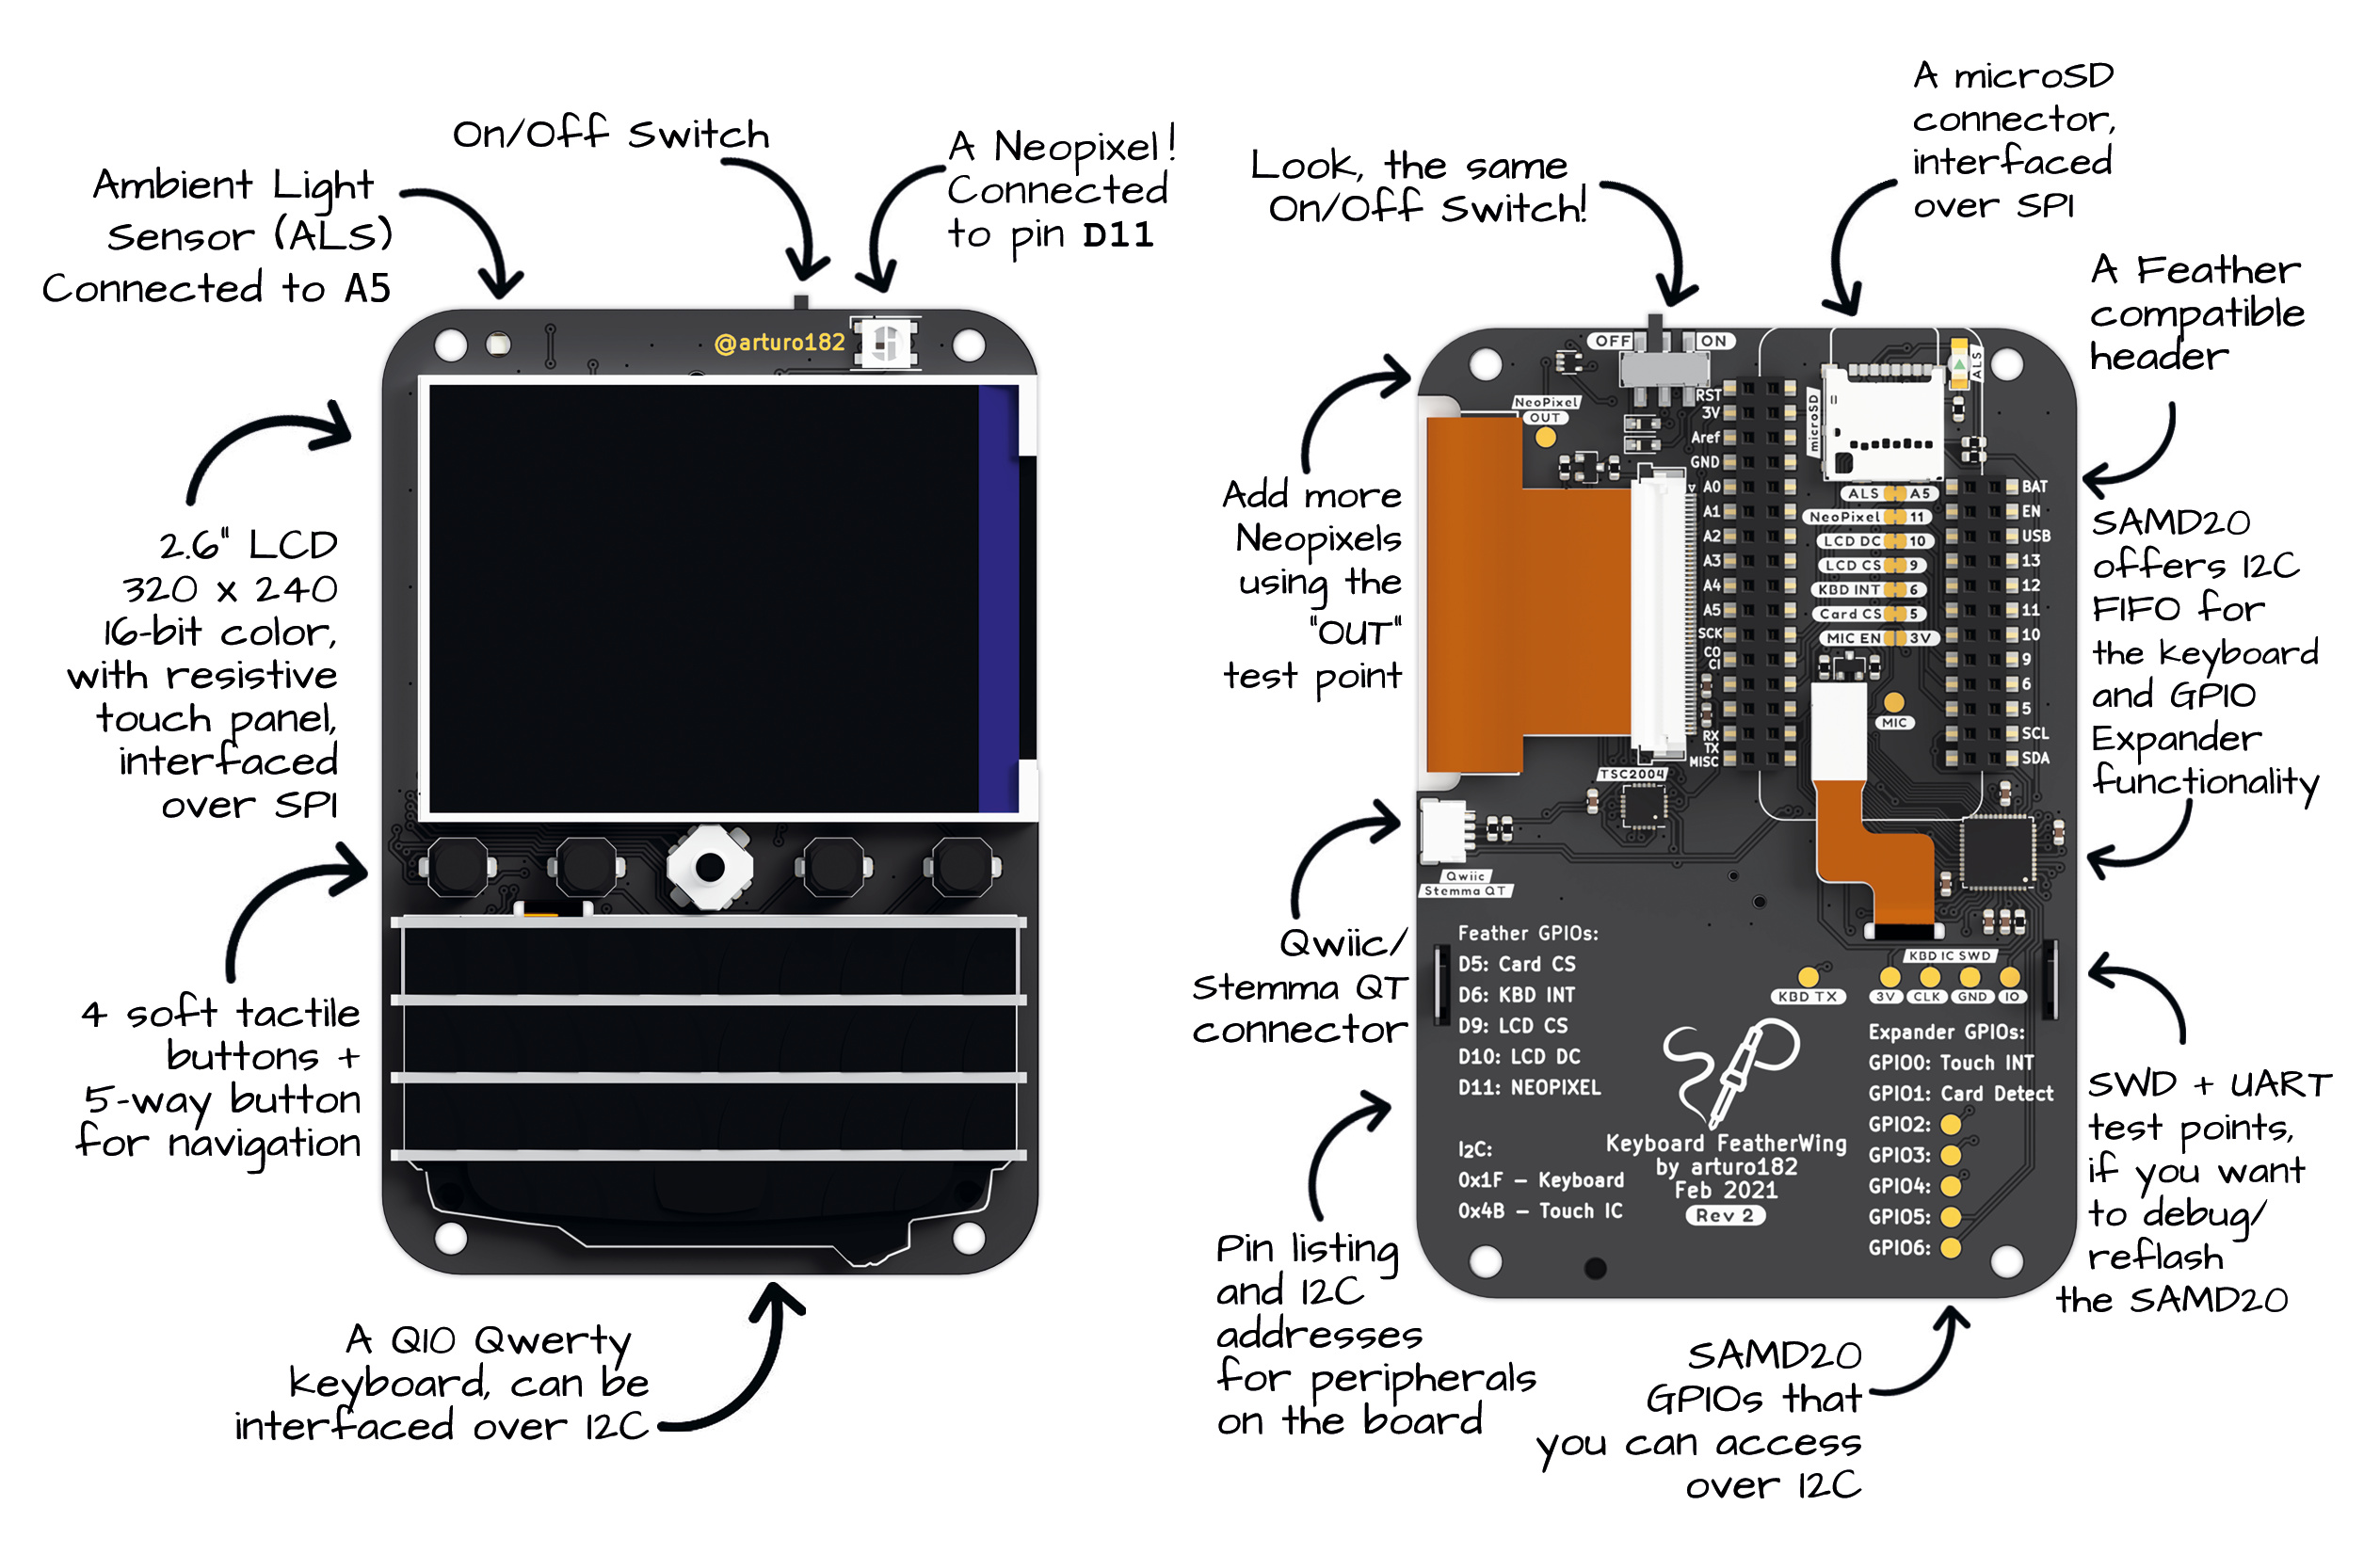 On/Off Switch
Ambient Light
Sensor (ALS)
Connected to A5
A Neopixel!
Connected
to pin D11
2.6" LCD
320 x 240
16-bit color,
with resistive
touch panel,
interfaced
over SPI
4 soft tactile
buttons +
5-way button
for navigation
A Q10 Qwerty
keyboard, can be
interfaced over I2C
@arturo182
Look, the same
On/Off Switch!
A microSD
connector,
interfaced
over SPI
A Feather
compatible
header
Add more
Neopixels
using the
"OUT"
test point
SAMD20
offers I2C
FIFO for
the keyboard
and GPIO
Expander
functionality
Qwiic/
Stemma QT
connector
SWD + UART
test points,
if you want
to debug/
reflash
the SAMD20
Pin listing
and I2C
addresses
for peripherals
on the board
SAMD20
GPIOs that
you can access
over I2C
OFF
ON
NeoPixel
OUT
microSD
ALS
RST
3V
Aref
GND
A0
A1
A2
A3
A4
A5
SCK
CO
CI
RX
TX
MISC
ALS A5
NeoPixel 11
LCD DC 10
LCD CS 9
KBD INT 6
Card CS 5
MIC EN 3V
MIC
BAT
EN
USB
13
12
11
10
9
6
5
SCL
SDA
TSC2004
Qwiic
Stemma QT
Feather GPIOs:
D5: Card CS
D6: KBD INT
D9: LCD CS
D10: LCD DC
D11: NEOPIXEL
I2C:
0x1F – Keyboard
0x4B – Touch IC
KBD TX
KBD IC SWD
3V CLK GND IO
Keyboard FeatherWing
by arturo182
Feb 2021
Rev 2
Expander GPIOs:
GPIO0: Touch INT
GPIO1: Card Detect
GPIO2:
GPIO3:
GPIO4:
GPIO5:
GPIO6: